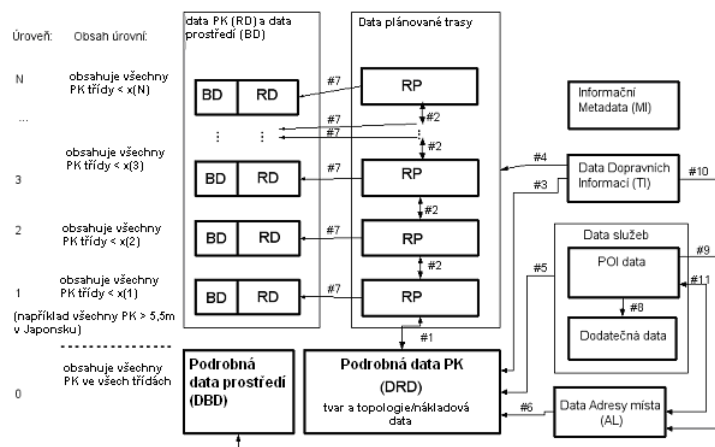 data PK (RD) a data
prostředí (BD)
Data plánované trasy
Úroveň:
Obsah úrovní:
N
obsahuje všechny
PK třídy < x(N)
BD
RD
#7
RP
#2
...
#7
#7
#2
obsahuje všechny
PK třídy < x(3)
3
BD
RD
#7
RP
#2
2
obsahuje všechny
PK třídy < x(2)
BD
RD
#7
RP
#2
1
obsahuje všechny
PK třídy < x(1)
(například všechny PK > 5,5m
v Japonsku)
BD
RD
#7
RP
#1
0
obsahuje všechny
PK ve všech třídách
Podrobná
data prostředí
(DBD)
Podrobná data PK
(DRD)
tvar a topologie/nákladová
data
Informační
Metadata (MI)
#4
#3
Data Dopravních
Informací (TI)
#10
Data služeb
#5
POI data
#9
#11
#8
Dodatečná data
#6
Data Adresy místa
(AL)